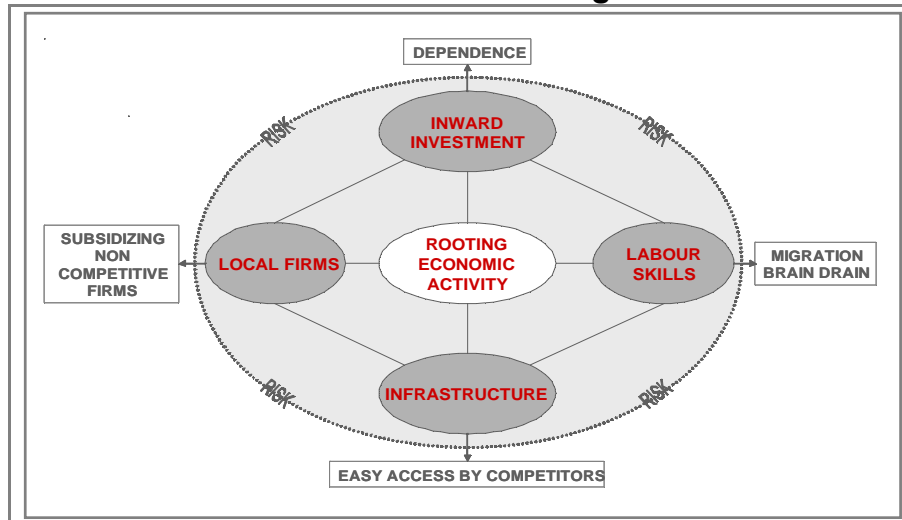 DEPENDENCE
RISK
RISK
INWARD
INVESTMENT
SUBSIDIZING
NON
COMPETITIVE
FIRMS
LOCAL FIRMS
ROOTING
ECONOMIC
ACTIVITY
LABOUR
SKILLS
MIGRATION
BRAIN DRAIN
RISK
RISK
INFRASTRUCTURE
EASY ACCESS BY COMPETITORS